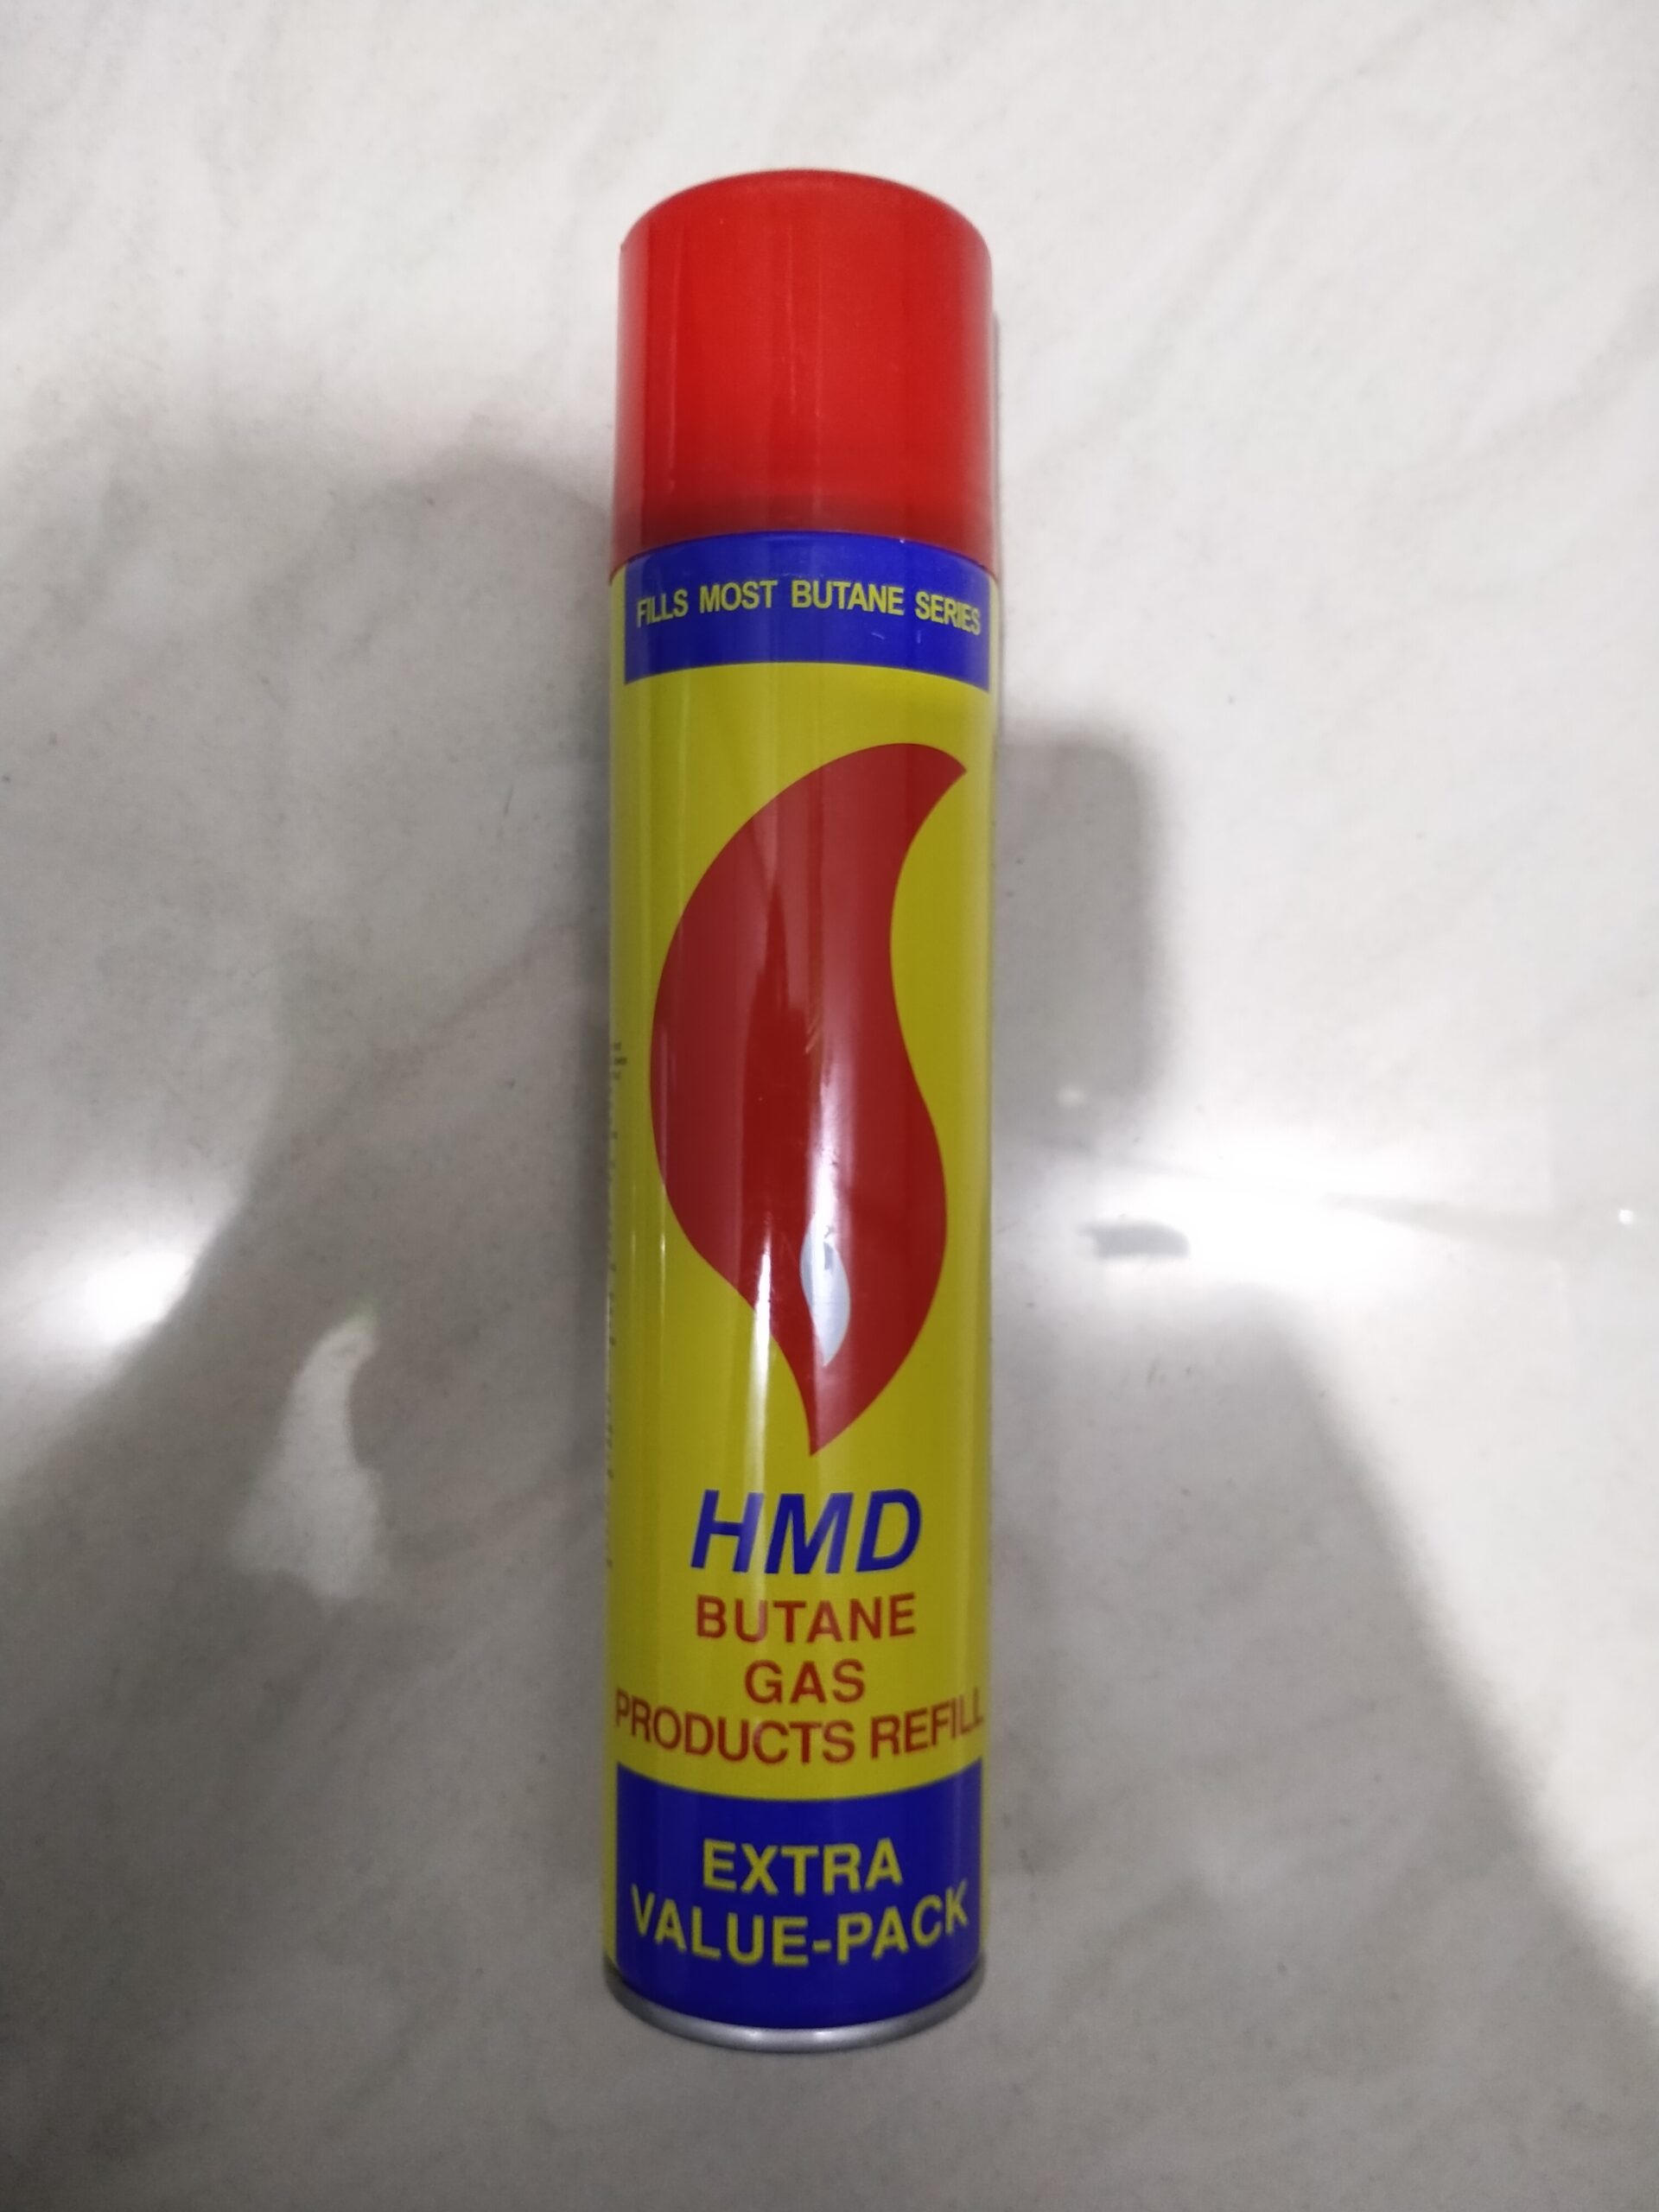 FILLS MOST BUTANE SERIES
HMD
BUTANE
GAS
PRODUCTS REFILL
EXTRA
VALUE-PACK